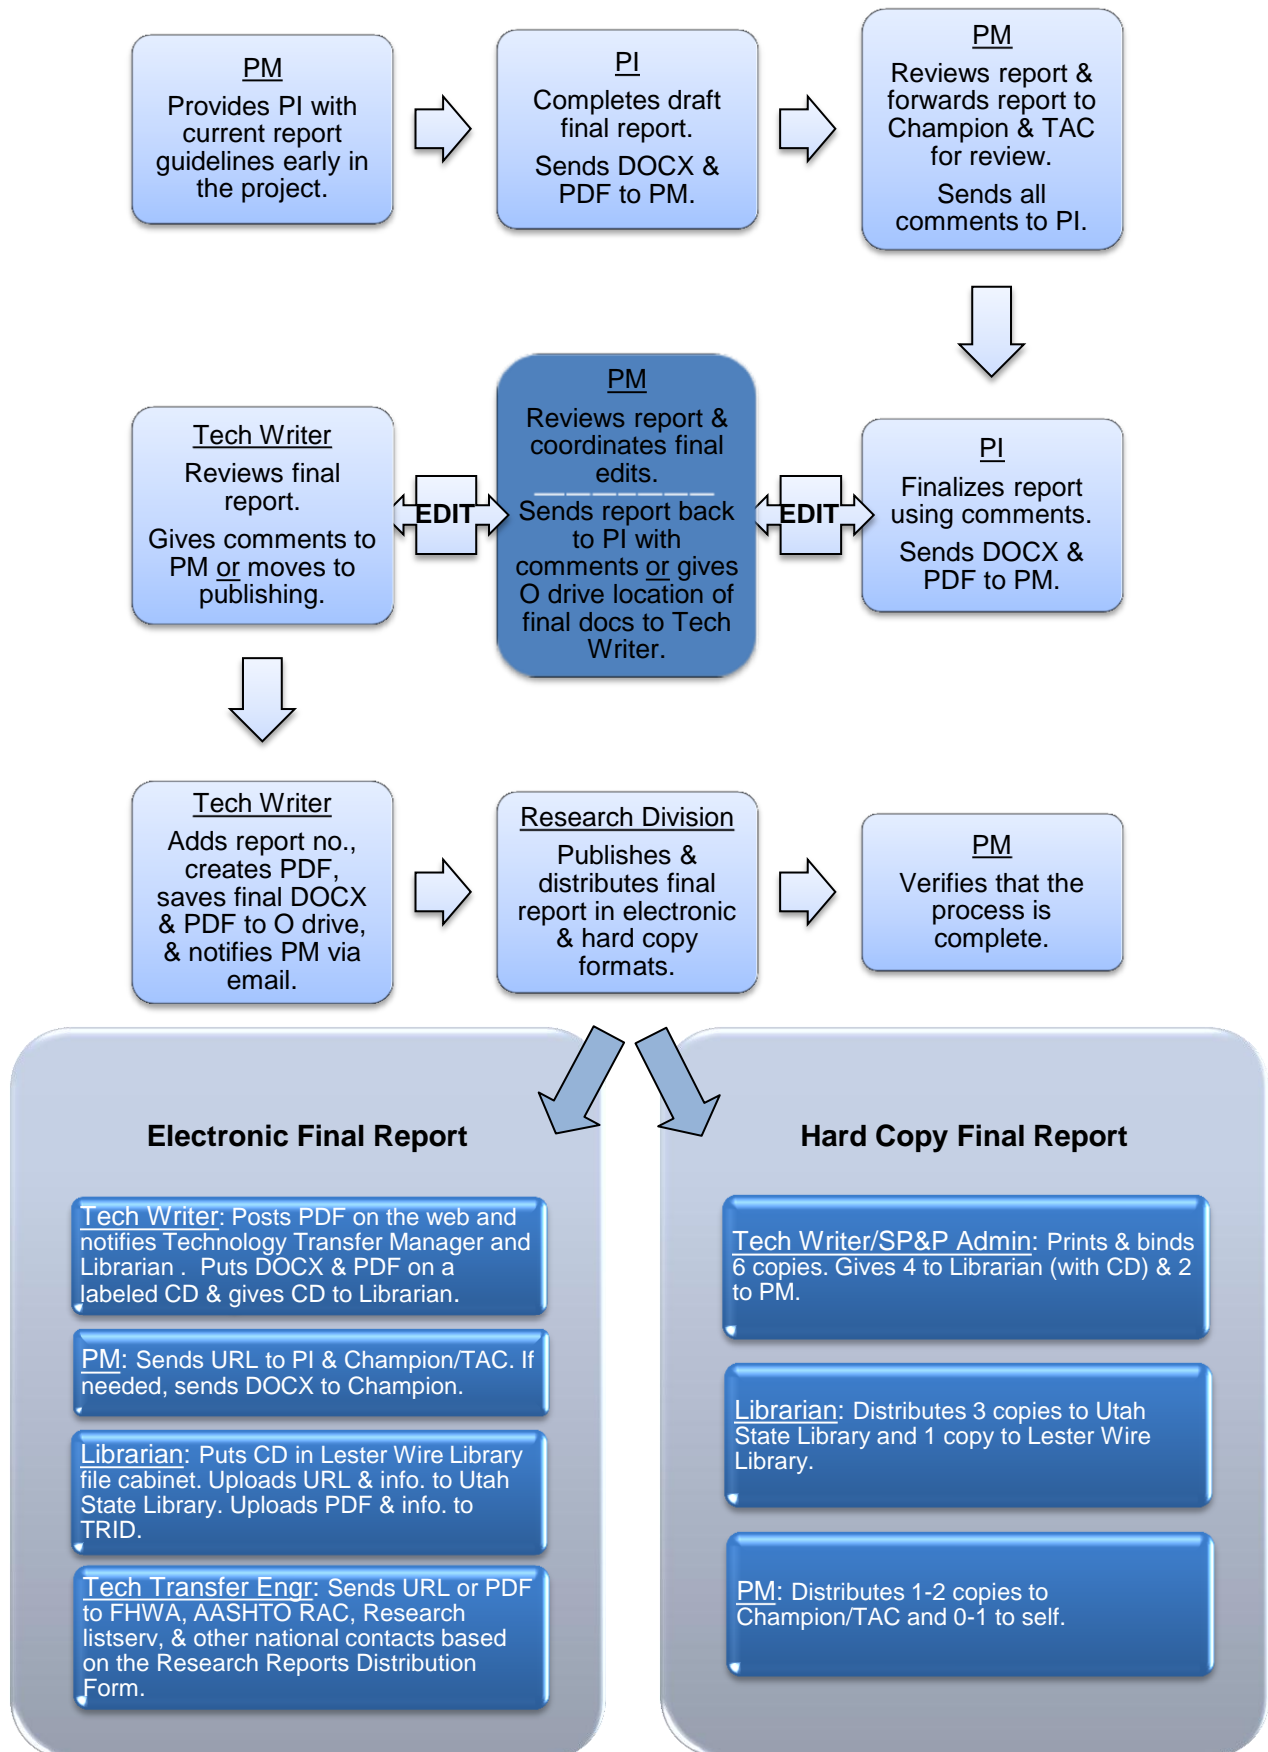 PM
Provides PI with
current report
guidelines early in
the project.
PI
Completes draft
final report.
Sends DOCX &
PDF to PM.
PM
Reviews report &
forwards report to
Champion & TAC
for review.
Sends all
comments to PI.
Tech Writer
Reviews final
report.
Gives comments to
PM or moves to
publishing.
EDIT
PM
Reviews report &
coordinates final
edits.
Sends report back
to PI with
comments or gives
O drive location of
final docs to Tech
Writer.
EDIT
PI
Finalizes report
using comments.
Sends DOCX &
PDF to PM.
Tech Writer
Adds report no.,
creates PDF,
saves final DOCX
& PDF to O drive,
& notifies PM via
email.
Research Division
Publishes &
distributes final
report in electronic
& hard copy
formats.
PM
Verifies that the
process is
complete.
Electronic Final Report
Tech Writer: Posts PDF on the web and
notifies Technology Transfer Manager and
Librarian . Puts DOCX & PDF on a
labeled CD & gives CD to Librarian.
PM: Sends URL to PI & Champion/TAC. If
needed, sends DOCX to Champion.
Librarian: Puts CD in Lester Wire Library
file cabinet. Uploads URL & info. to Utah
State Library. Uploads PDF & info. to
TRID.
Tech Transfer Engr: Sends URL or PDF
to FHWA, AASHTO RAC, Research
listserv, & other national contacts based
on the Research Reports Distribution
Form.
Hard Copy Final Report
Tech Writer/SP&P Admin: Prints & binds
6 copies. Gives 4 to Librarian (with CD) & 2
to PM.
Librarian: Distributes 3 copies to Utah
State Library and 1 copy to Lester Wire
Library.
PM: Distributes 1-2 copies to
Champion/TAC and 0-1 to self.